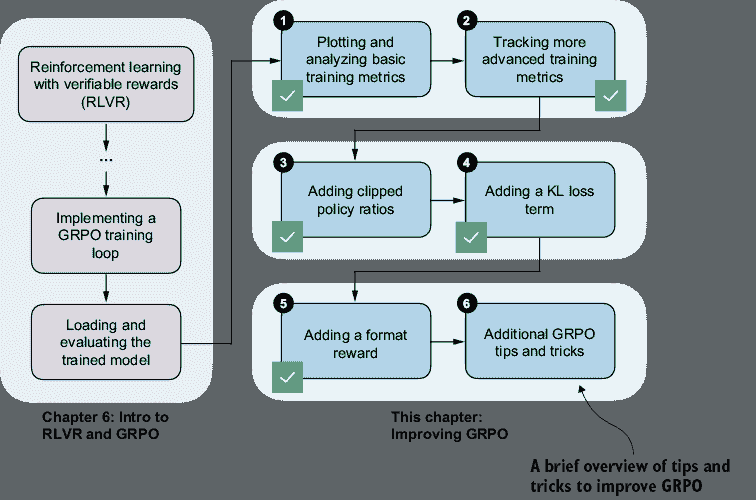 Reinforcement learning
with verifiable rewards
(RLVR)
...
Implementing a
GRPO training
loop
Loading and
evaluating the
trained model
Chapter 6: Intro to
RLVR and GRPO
1
Plotting and
analyzing basic
training metrics
2
Tracking more
advanced training
metrics
3
Adding clipped
policy ratios
4
Adding a KL loss
term
5
Adding a format
reward
6
Additional GRPO
tips and tricks
This chapter:
Improving GRPO
A brief overview of tips and
tricks to improve GRPO